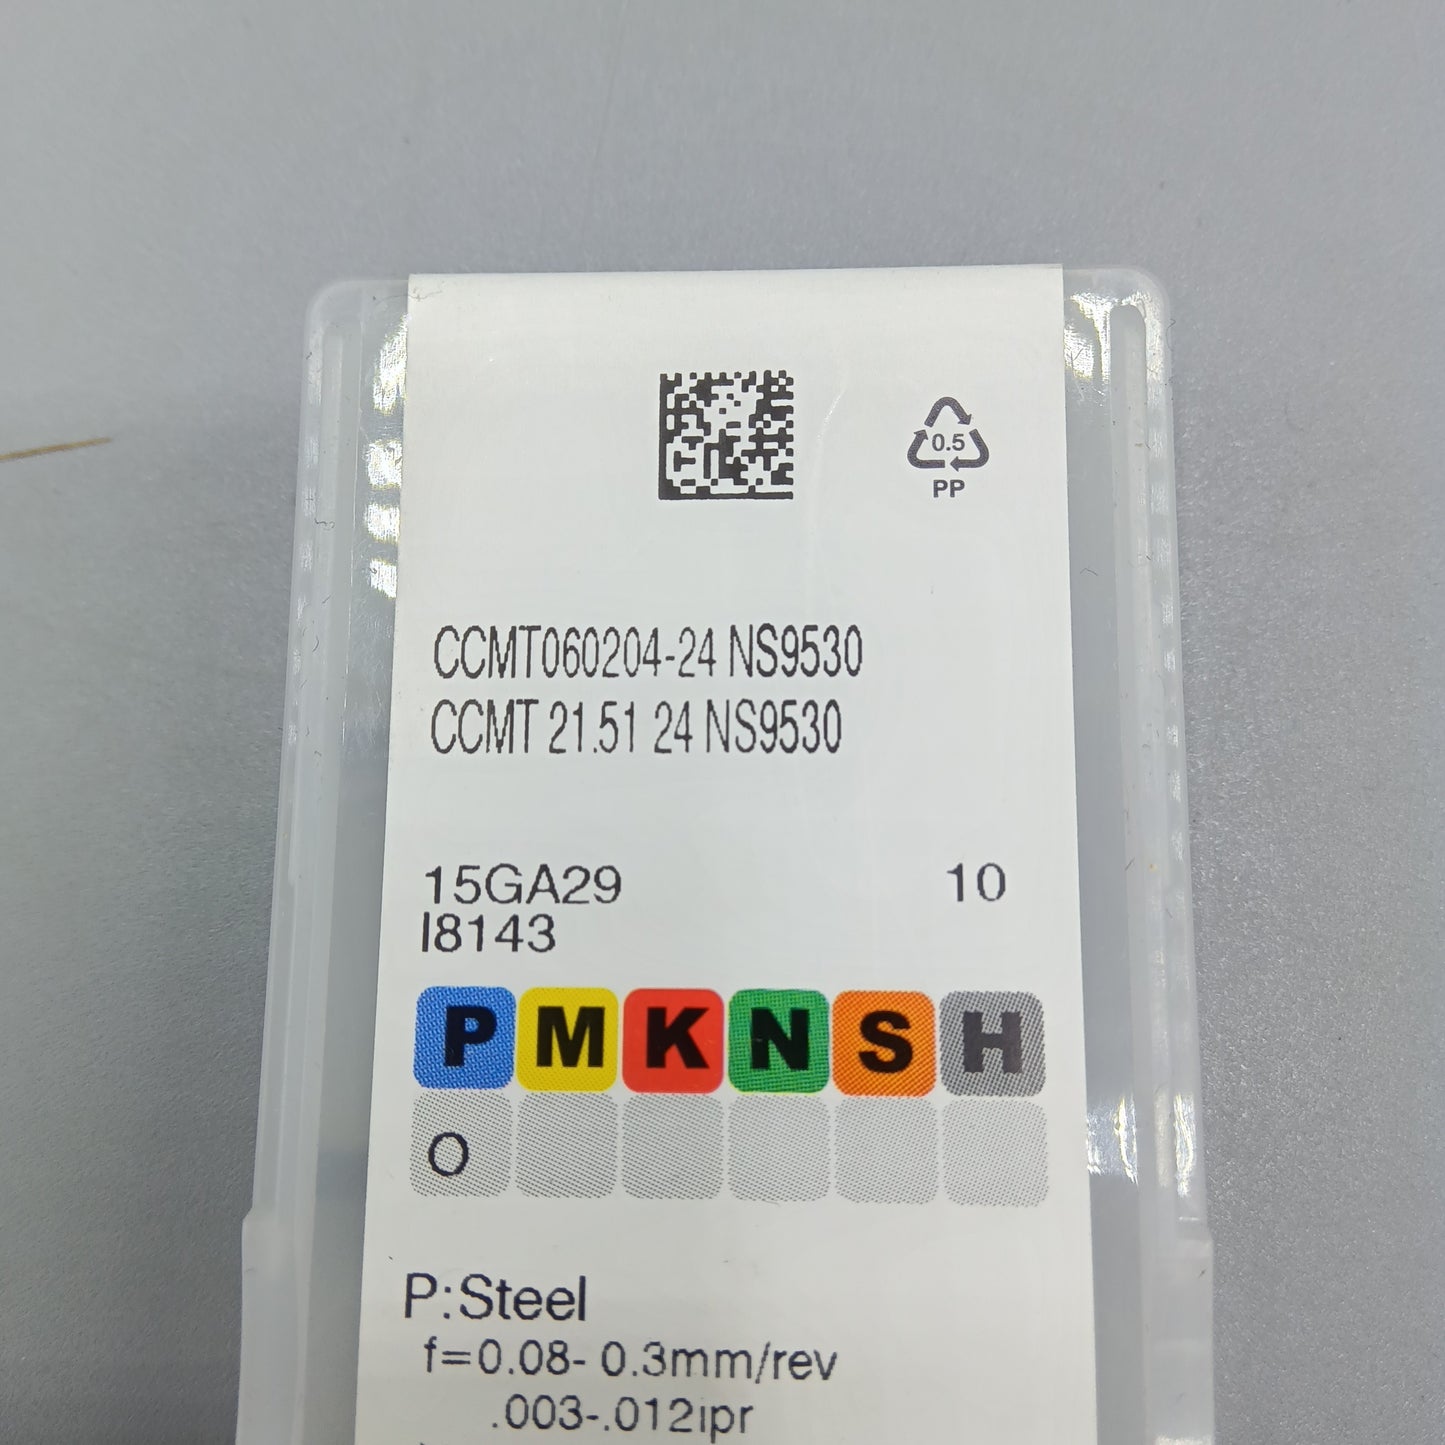 0.5
PP
CCMT060204-24 NS9530
CCMT 21.51 24 NS9530
15GA29 10
I8143
P M K N S H
O
P:Steel
f=0.08- 0.3mm/rev
.003-.012ipr